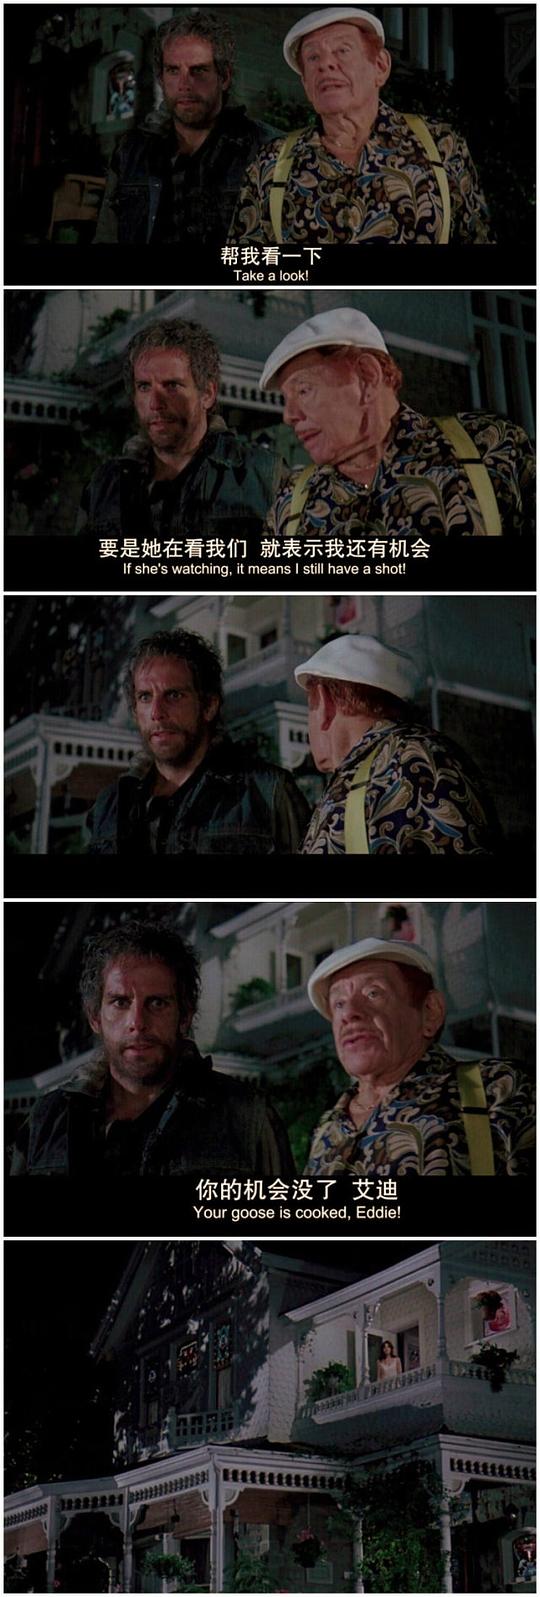 帮我看一下
Take a look!
要是她在看我们 就表示我还有机会
If she's watching, it means I still have a shot!
你的机会没了 艾迪
Your goose is cooked, Eddie!